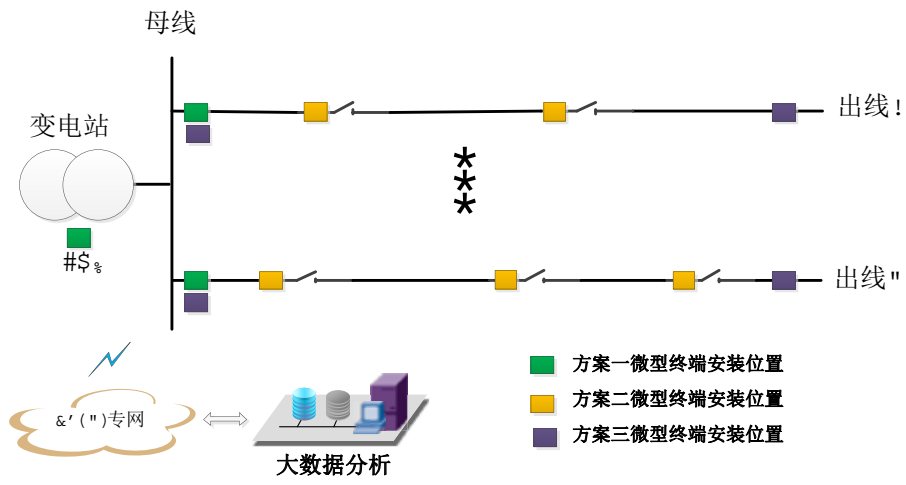 母线
出线!
变电站
***
#$%
出线"
方案一微型终端安装位置
方案二微型终端安装位置
&'(")专网
方案三微型终端安装位置
大数据分析